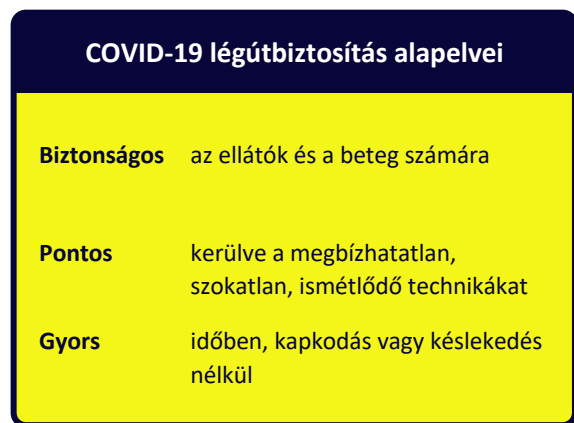 COVID-19 légútbiztosítás alapelvei
Biztonságos az ellátók és a beteg számára
Pontos kerülve a megbízhatatlan,
szokatlan, ismétlődő technikákat
Gyors időben, kapkodás vagy késlekedés
nélkül